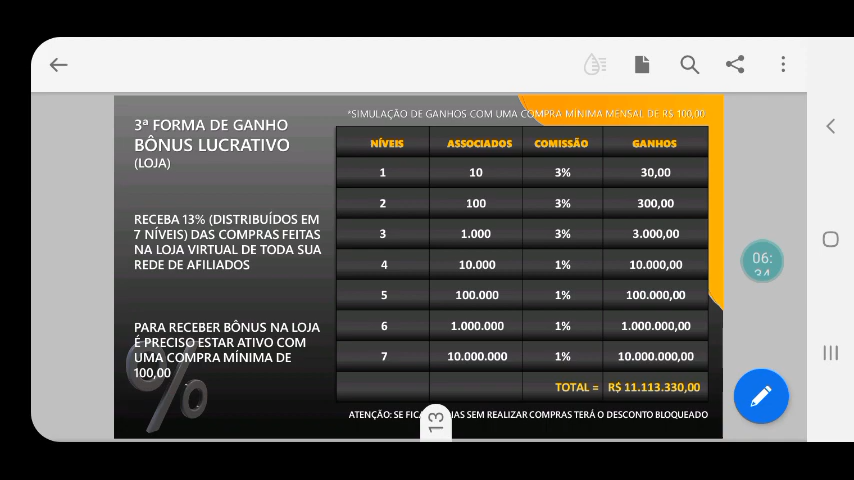 *SIMULAÇÃO DE GANHOS COM UMA COMPRA MÍNIMA MENSAL DE R$ 100,00
3ª FORMA DE GANHO
BÔNUS LUCRATIVO
(LOJA)
RECEBA 13% (DISTRIBUÍDOS EM
7 NÍVEIS) DAS COMPRAS FEITAS
NA LOJA VIRTUAL DE TODA SUA
REDE DE AFILIADOS
PARA RECEBER BÔNUS NA LOJA
É PRECISO ESTAR ATIVO COM
UMA COMPRA MÍNIMA DE
100,00
%
NÍVEIS ASSOCIADOS COMISSÃO GANHOS
1 10 3% 30,00
2 100 3% 300,00
3 1.000 3% 3.000,00
4 10.000 1% 10.000,00
5 100.000 1% 100.000,00
6 1.000.000 1% 1.000.000,00
7 10.000.000 1% 10.000.000,00
TOTAL = R$ 11.113.330,00
ATENÇÃO: SE SEM REALIZAR COMPRAS TERÁ O DESCONTO BLOQUEADO
13
06: